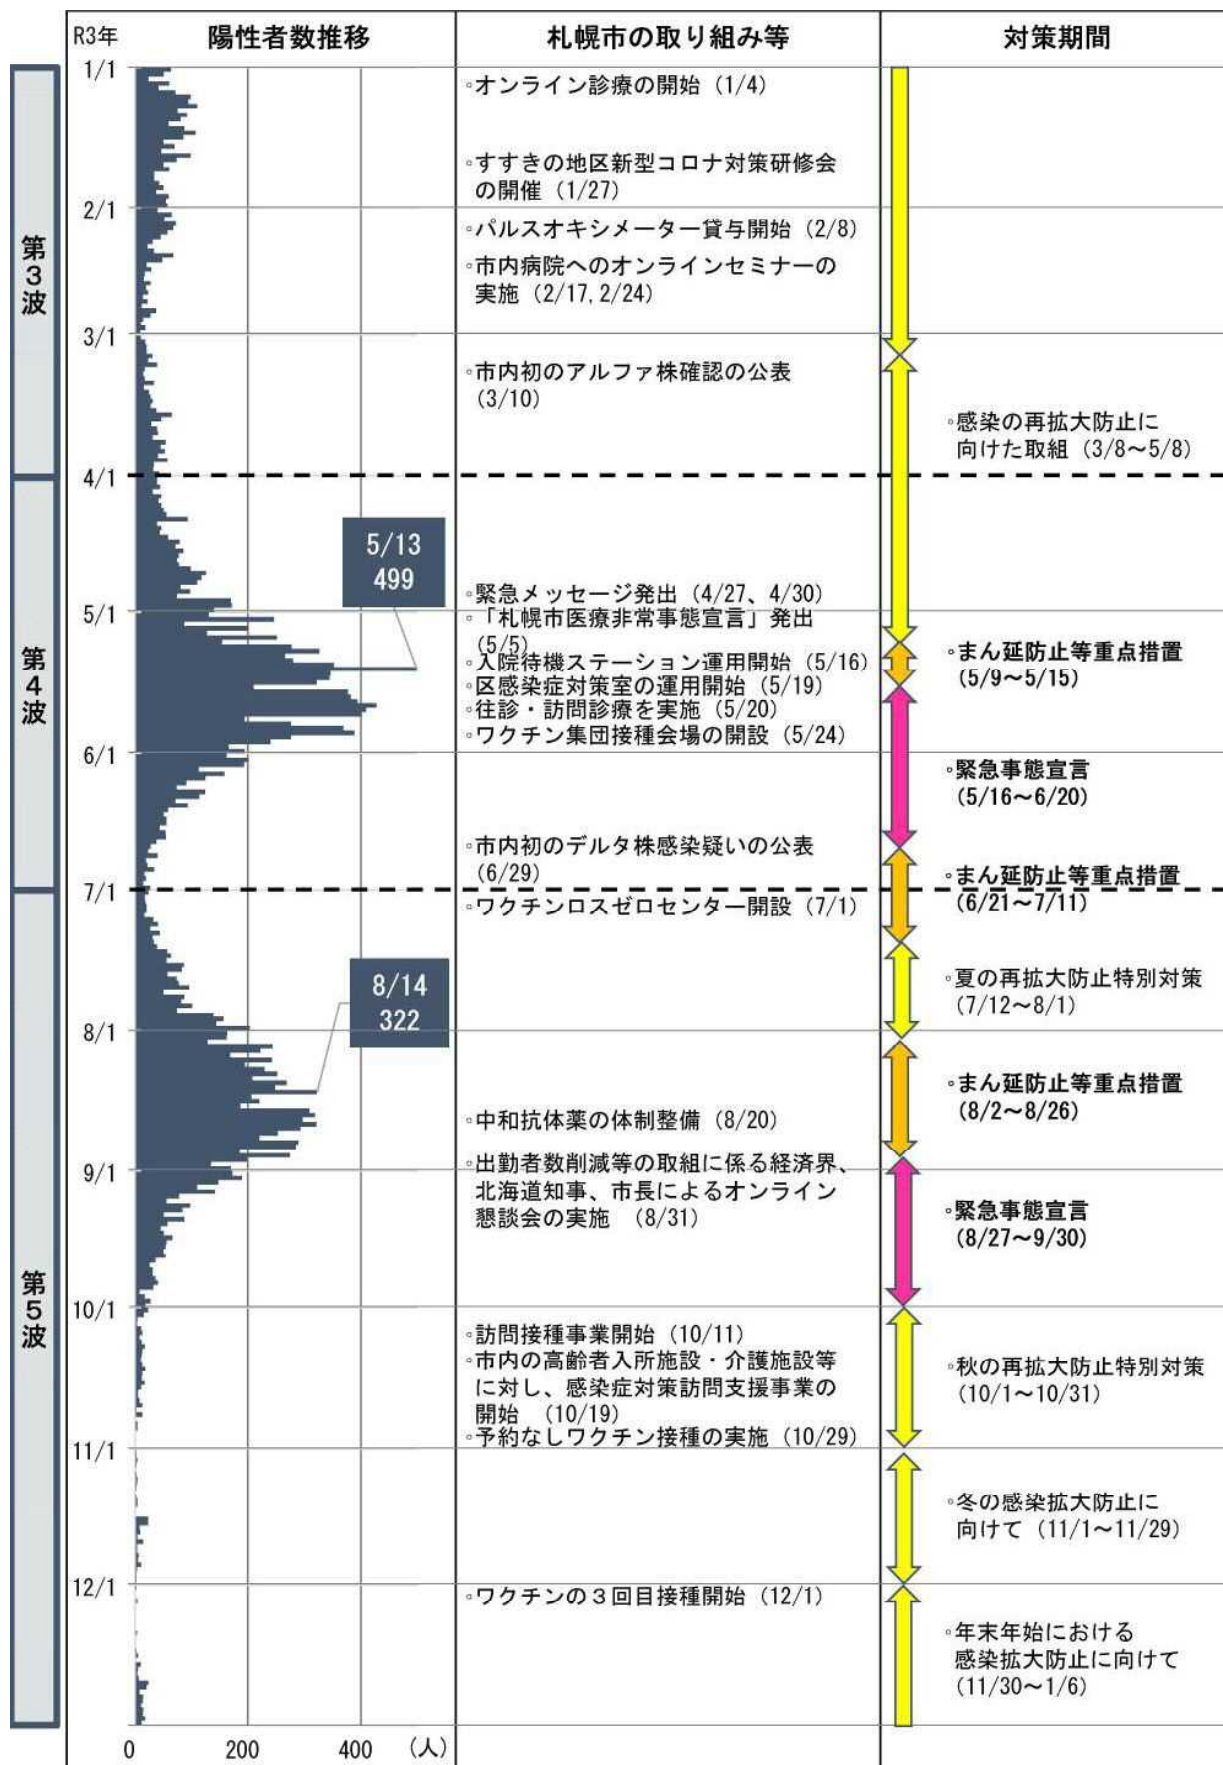 R3年
陽性者数推移
札幌市の取り組み等
対策期間
第3波
第4波
第5波
1/1
2/1
3/1
4/1
5/1
6/1
7/1
8/1
9/1
10/1
11/1
12/1
0
200
400
(人)
5/13
499
8/14
322
◦オンライン診療の開始（1/4）
◦すすきの地区新型コロナ対策研修会
の開催（1/27）
◦パルスオキシメーター貸与開始（2/8）
◦市内病院へのオンラインセミナーの
実施（2/17, 2/24）
◦市内初のアルファ株確認の公表
（3/10）
◦緊急メッセージ発出（4/27、4/30）
◦「札幌市医療非常事態宣言」発出
（5/5）
◦入院待機ステーション運用開始（5/16）
◦区感染症対策室の運用開始（5/19）
◦往診・訪問診療を実施（5/20）
◦ワクチン集団接種会場の開設（5/24）
◦市内初のデルタ株感染疑いの公表
（6/29）
◦ワクチンロスゼロセンター開設（7/1）
◦中和抗体薬の体制整備（8/20）
◦出勤者数削減等の取組に係る経済界、
北海道知事、市長によるオンライン
懇談会の実施 （8/31）
◦訪問接種事業開始（10/11）
◦市内の高齢者入所施設・介護施設等
に対し、感染症対策訪問支援事業の
開始 （10/19）
◦予約なしワクチン接種の実施（10/29）
◦ワクチンの３回目接種開始（12/1）
◦感染の再拡大防止に
向けた取組（3/8～5/8）
◦まん延防止等重点措置
（5/9～5/15）
◦緊急事態宣言
（5/16～6/20）
◦まん延防止等重点措置
（6/21～7/11）
◦夏の再拡大防止特別対策
（7/12～8/1）
◦まん延防止等重点措置
（8/2～8/26）
◦緊急事態宣言
（8/27～9/30）
◦秋の再拡大防止特別対策
（10/1～10/31）
◦冬の感染拡大防止に
向けて（11/1～11/29）
◦年末年始における
感染拡大防止に向けて
（11/30～1/6）